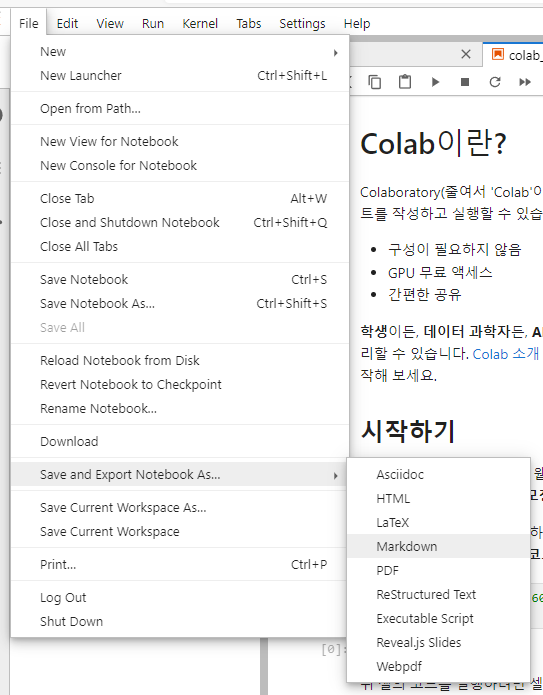 File Edit View Run Kernel Tabs Settings Help
New
New Launcher Ctrl+Shift+L
Open from Path...
New View for Notebook
New Console for Notebook
Close Tab Alt+W
Close and Shutdown Notebook Ctrl+Shift+Q
Close All Tabs
Save Notebook Ctrl+S
Save Notebook As... Ctrl+Shift+S
Save All
Reload Notebook from Disk
Revert Notebook to Checkpoint
Rename Notebook...
Download
Save and Export Notebook As...
Save Current Workspace As...
Save Current Workspace
Print... Ctrl+P
Log Out
Shut Down
Asciidoc
HTML
LaTeX
Markdown
PDF
ReStructured Text
Executable Script
Reveal.js Slides
Webpdf
colab_
Colab이란?
Colaboratory(줄여서 'Colab'이
트를 작성하고 실행할 수 있습
구성이 필요하지 않음
GPU 무료 액세스
간편한 공유
학생이든, 데이터 과학자든, AI
리할 수 있습니다. Colab 소개
작해 보세요.
시작하기
[0]: